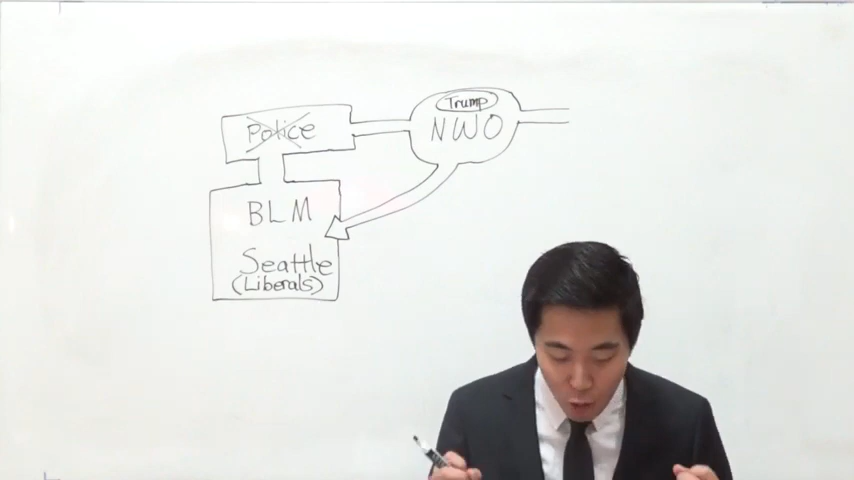 Trump
NWO
Police
BLM
Seattle
(Liberals)